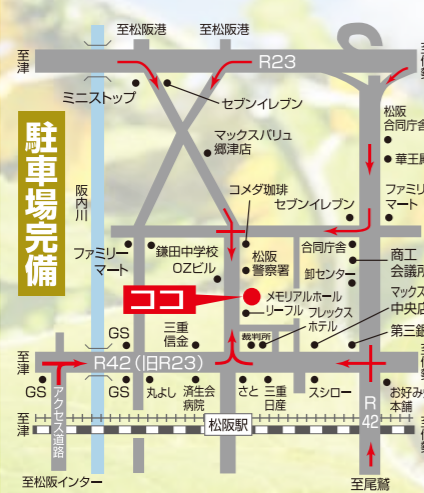 至松阪港
至松阪港
至津
R23
至伊勢
ミニストップ
セブンイレブン
松阪
合同庁舎
マックスバリュ
郷津店
華王殿
駐車場完備
阪内川
コメダ珈琲
セブンイレブン
ファミリー
マート
ファミリー
マート
鎌田中学校
OZビル
松阪
警察署
合同庁舎
卸センター
商工
会議所
ココ
メモリアルホール
リーフル
フレックス
ホテル
マックス
中央店
GS
三重
信金
裁判所
第三銀
至津
R42（旧R23）
GS
GS
丸よし
済生会
病院
さと
三重
日産
スシロー
お好み
本舗
至津
アクセス道路
松阪駅
R
42
至松阪インター
至尾鷲